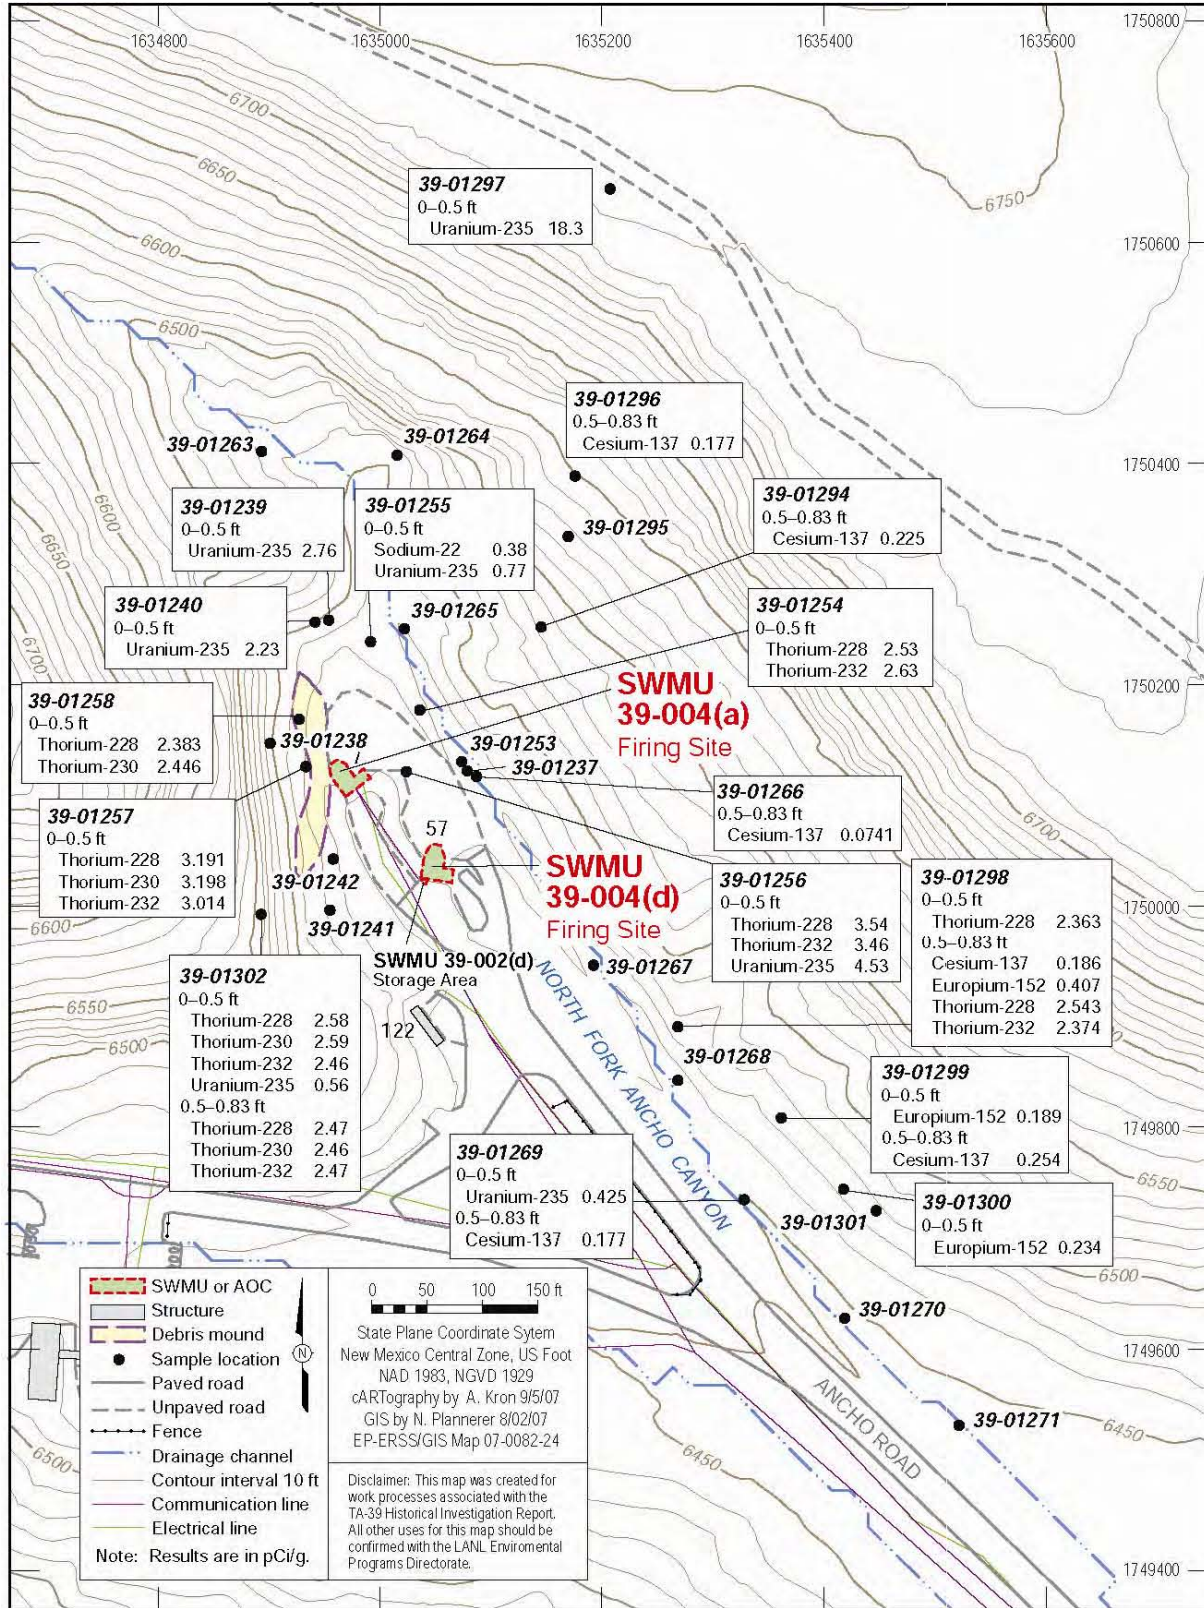 1634800
1635000
1635200
1635400
1635600
1750800
6700
6650
6600
6500
6750
39-01297
0–0.5 ft
Uranium-235 18.3
1750600
39-01296
0.5–0.83 ft
Cesium-137 0.177
39-01263
39-01264
1750400
39-01239
0–0.5 ft
Uranium-235 2.76
39-01255
0–0.5 ft
Sodium-22 0.38
Uranium-235 0.77
39-01295
39-01294
0.5–0.83 ft
Cesium-137 0.225
6600
6650
6700
39-01240
0–0.5 ft
Uranium-235 2.23
39-01265
39-01254
0–0.5 ft
Thorium-228 2.53
Thorium-232 2.63
1750200
39-01258
0–0.5 ft
Thorium-228 2.383
Thorium-230 2.446
SWMU
39-004(a)
Firing Site
39-01238
39-01253
39-01237
39-01266
0.5–0.83 ft
Cesium-137 0.0741
6700
39-01257
0–0.5 ft
Thorium-228 3.191
Thorium-230 3.198
Thorium-232 3.014
57
SWMU
39-004(d)
Firing Site
39-01242
39-01241
39-01256
0–0.5 ft
Thorium-228 3.54
Thorium-232 3.46
Uranium-235 4.53
39-01298
0–0.5 ft
Thorium-228 2.363
0.5–0.83 ft
Cesium-137 0.186
Europium-152 0.407
Thorium-228 2.543
Thorium-232 2.374
6650
1750000
6600
SWMU 39-002(d)
Storage Area
39-01267
NORTH FORK ANCHO CANYON
39-01302
0–0.5 ft
Thorium-228 2.58
Thorium-230 2.59
Thorium-232 2.46
Uranium-235 0.56
0.5–0.83 ft
Thorium-228 2.47
Thorium-230 2.46
Thorium-232 2.47
6550
6500
122
39-01268
6600
39-01299
0–0.5 ft
Europium-152 0.189
0.5–0.83 ft
Cesium-137 0.254
1749800
39-01269
0–0.5 ft
Uranium-235 0.425
0.5–0.83 ft
Cesium-137 0.177
39-01301
39-01300
0–0.5 ft
Europium-152 0.234
6550
6500
39-01270
1749600
39-01271
ANCHO ROAD
6450
6500
1749400
SWMU or AOC
Structure
Debris mound
Sample location
Paved road
Unpaved road
Fence
Drainage channel
Contour interval 10 ft
Communication line
Electrical line
Note: Results are in pCi/g.
N
0 50 100 150 ft
State Plane Coordinate Sytem
New Mexico Central Zone, US Foot
NAD 1983, NGVD 1929
cARTography by A. Kron 9/5/07
GIS by N. Plannerer 8/02/07
EP-ERSS/GIS Map 07-0082-24
Disclaimer: This map was created for
work processes associated with the
TA-39 Historical Investigation Report.
All other uses for this map should be
confirmed with the LANL Enviromental
Programs Directorate.